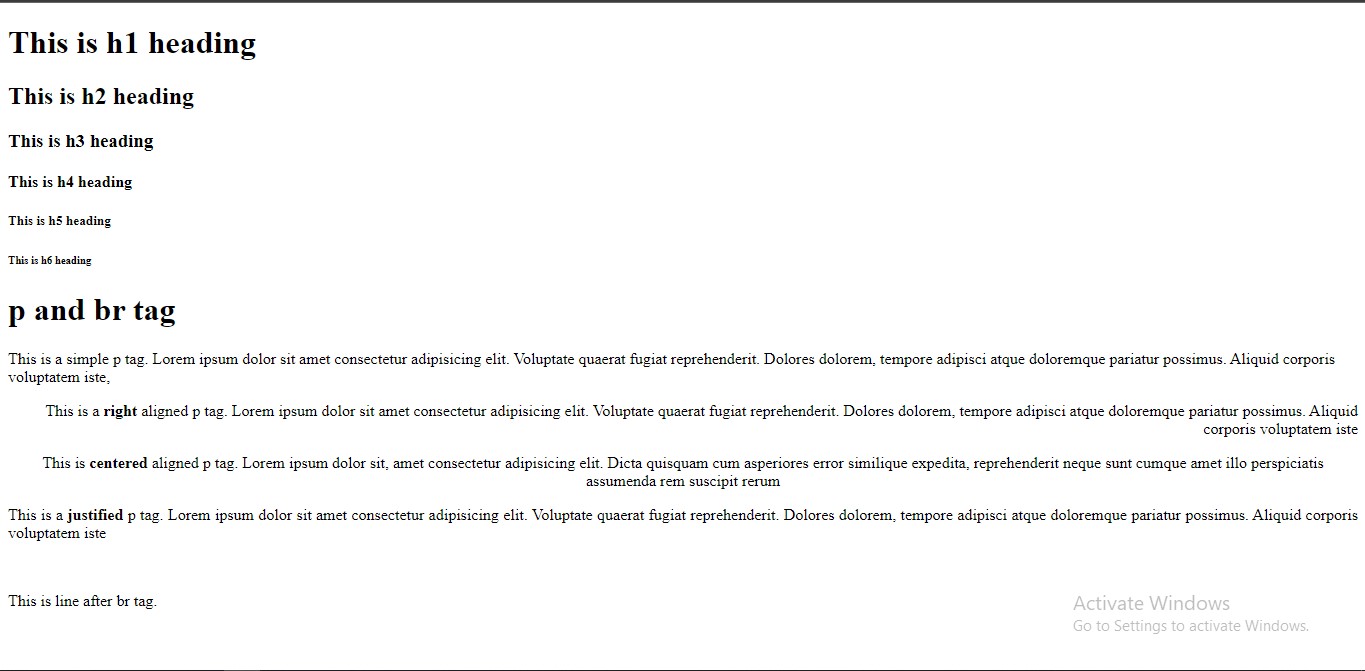 This is h1 heading
This is h2 heading
This is h3 heading
This is h4 heading
This is h5 heading
This is h6 heading
p and br tag
This is a simple p tag. Lorem ipsum dolor sit amet consectetur adipisicing elit. Voluptate quaerat fugiat reprehenderit. Dolores dolorem, tempore adipisci atque doloremque pariatur possimus. Aliquid corporis
voluptatem iste,
This is a right aligned p tag. Lorem ipsum dolor sit amet consectetur adipisicing elit. Voluptate quaerat fugiat reprehenderit. Dolores dolorem, tempore adipisci atque doloremque pariatur possimus. Aliquid
corporis voluptatem iste
This is centered aligned p tag. Lorem ipsum dolor sit, amet consectetur adipisicing elit. Dicta quisquam cum asperiores error similique expedita, reprehenderit neque sunt cumque amet illo perspiciatis
assumenda rem suscipit rerum
This is a justified p tag. Lorem ipsum dolor sit amet consectetur adipisicing elit. Voluptate quaerat fugiat reprehenderit. Dolores dolorem, tempore adipisci atque doloremque pariatur possimus. Aliquid corporis
voluptatem iste
This is line after br tag.
Activate Windows
Go to Settings to activate Windows.